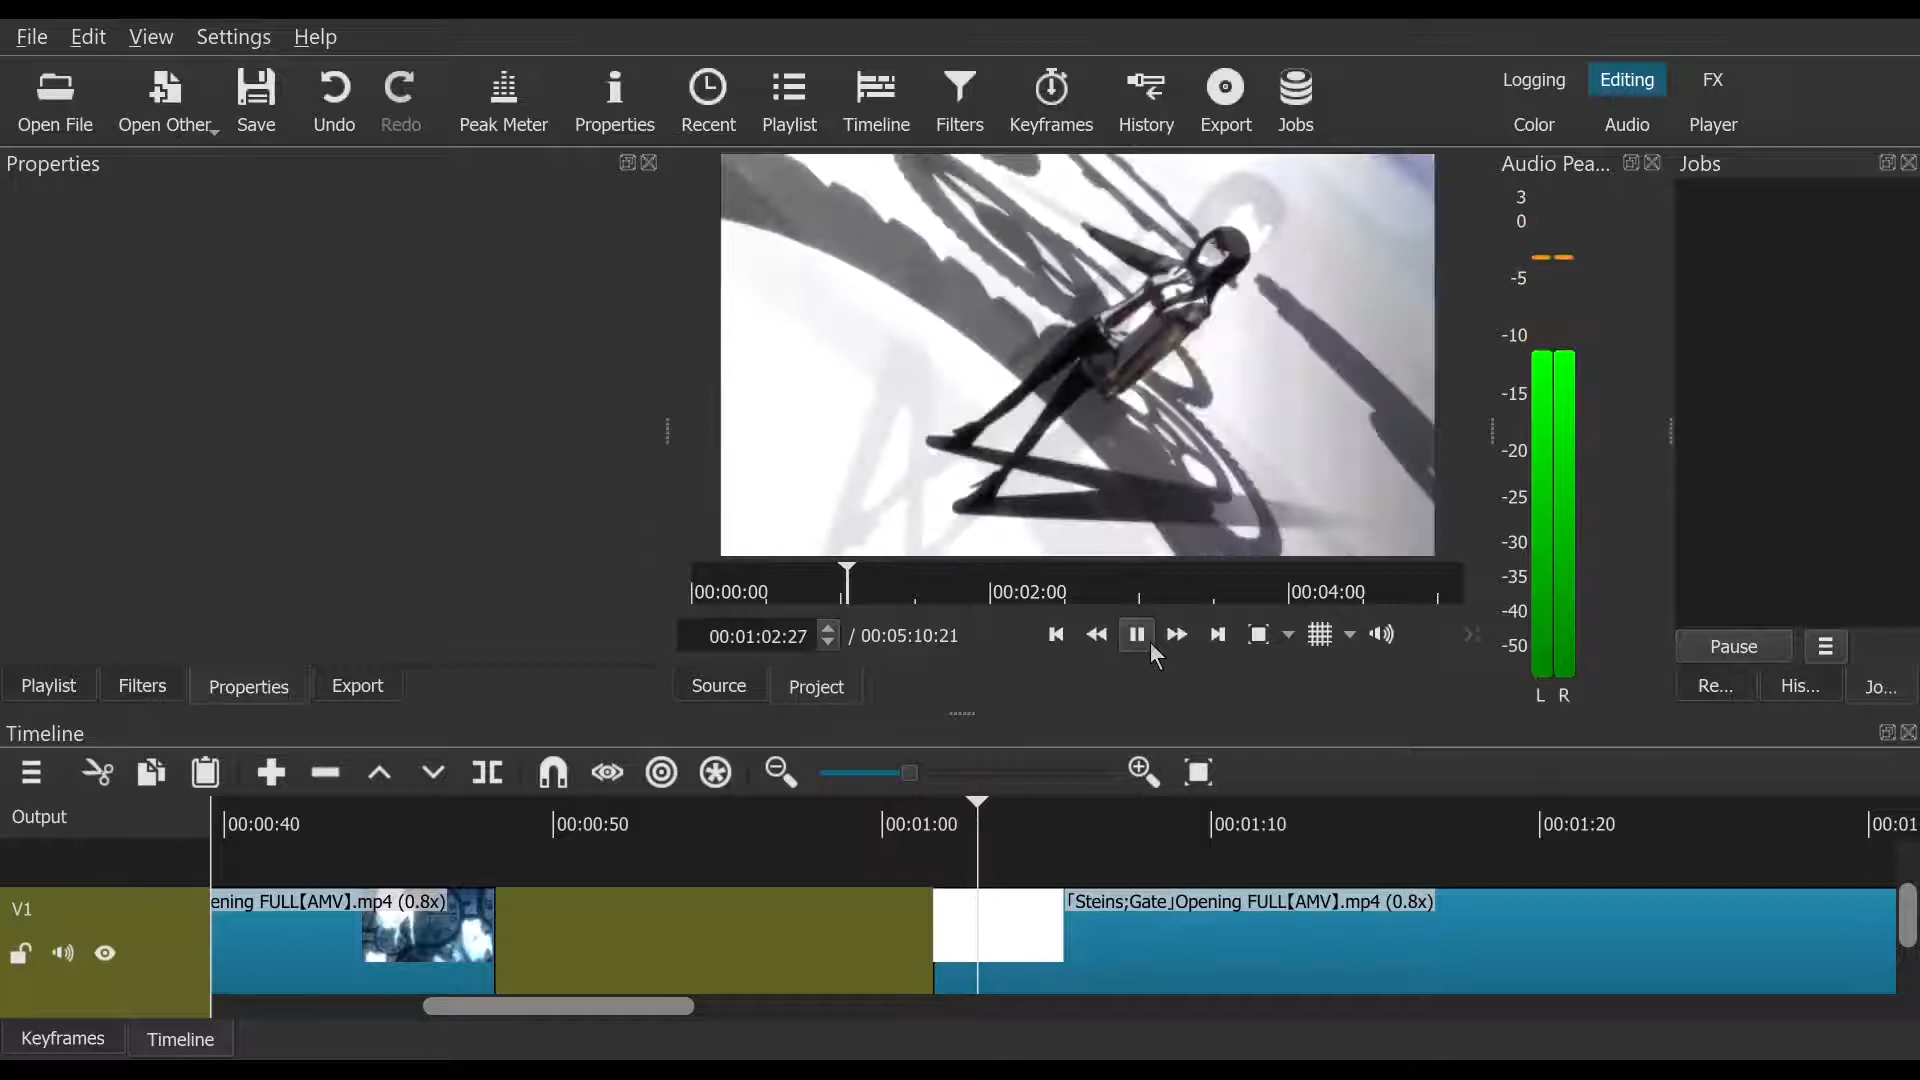 File Edit View Settings Help
Open File Open Other Save Undo Redo Peak Meter Properties Recent Playlist Timeline Filters Keyframes History Export Jobs
Logging Editing FX
Color Audio Player
Properties
Audio Pea... Jobs
3
0
-5
-10
-15
-20
-25
-30
-35
-40
-50
L R
00:00:00 00:02:00 00:04:00
00:01:02:27 / 00:05:10:21
Pause
Playlist Filters Properties Export
Source Project
Re... His... Jo...
Timeline
Output
00:00:40 00:00:50 00:01:00 00:01:10 00:01:20 00:01
V1
ening FULL【AMV】.mp4 (0.8x)
「Steins;Gate」Opening FULL【AMV】.mp4 (0.8x)
Keyframes Timeline